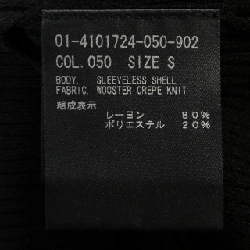 01-4101724-050-902
COL.050 SIZE S
BODY. SLEEVELESS SHELL
FABRIC. WOOSTER CREPE KNIT
組成表示
レーヨン 80%
ポリエステル 20%